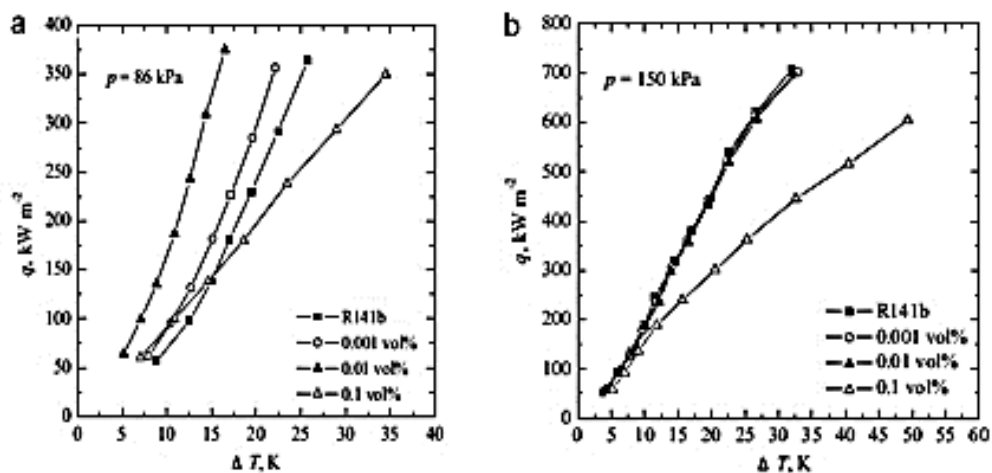 a
400
350
300
250
200
150
100
50
0
q, kW m-2
p = 86 kPa
R141b
0.001 vol%
0.01 vol%
0.1 vol%
0 5 10 15 20 25 30 35 40
Δ T, K
b
800
700
600
500
400
300
200
100
0
q, kW m-2
p = 150 kPa
R141b
0.001 vol%
0.01 vol%
0.1 vol%
0 5 10 15 20 25 30 35 40 45 50 55 60
Δ T, K